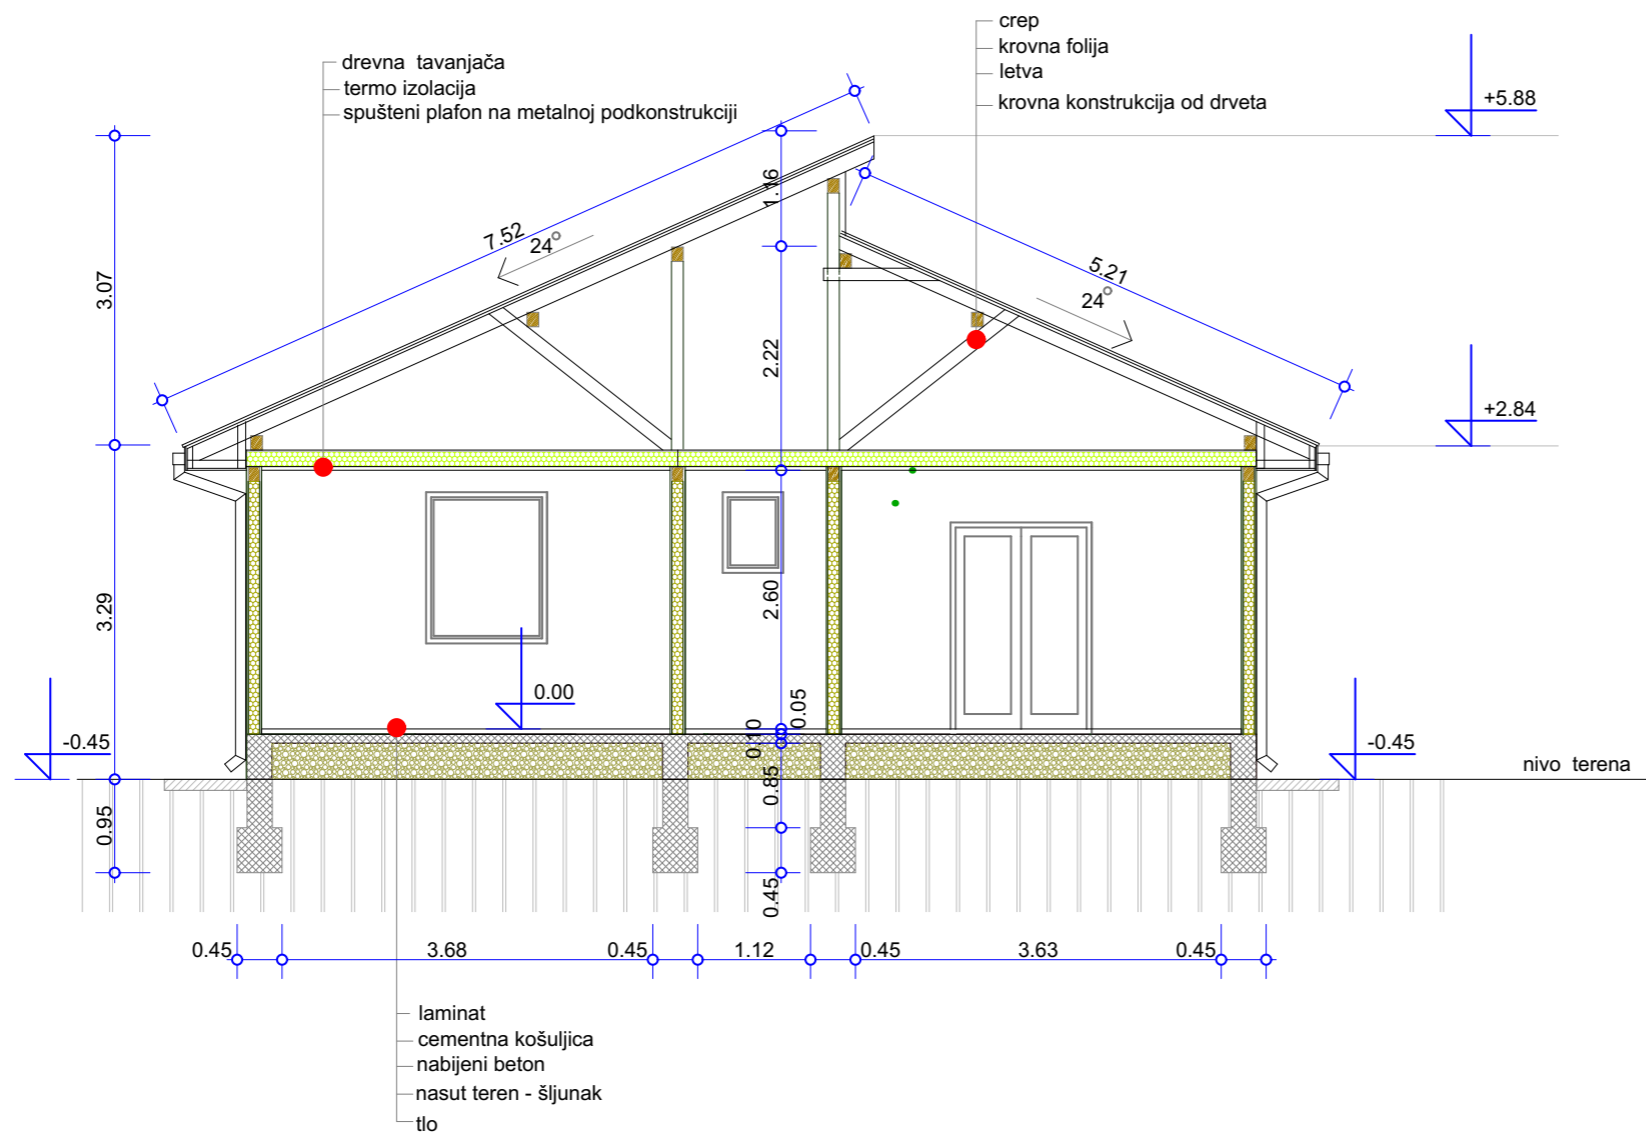 crep
krovna folija
letva
krovna konstrukcija od drveta
drevna tavanjača
termo izolacija
spušteni plafon na metalnoj podkonstrukciji
+5.88
1.16
7.52
24°
5.21
24°
3.07
2.22
+2.84
3.29
2.60
0.00
0.05
0.10
-0.45
-0.45
nivo terena
0.85
0.95
0.45
0.45
3.68
0.45
1.12
0.45
3.63
0.45
laminat
cementna košuljica
nabijeni beton
nasut teren - šljunak
tlo